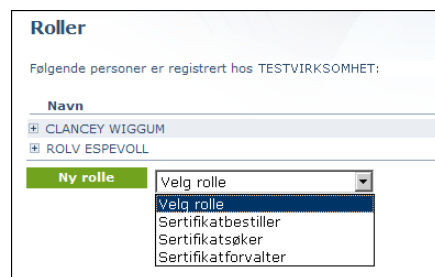 Roller
Følgende personer er registrert hos TESTVIRKSOMHET:
Navn
CLANCEY WIGGUM
ROLV ESPEVOLL
Ny rolle Velg rolle
Velg rolle
Sertifikatbestiller
Sertifikatsøker
Sertifikatforvalter